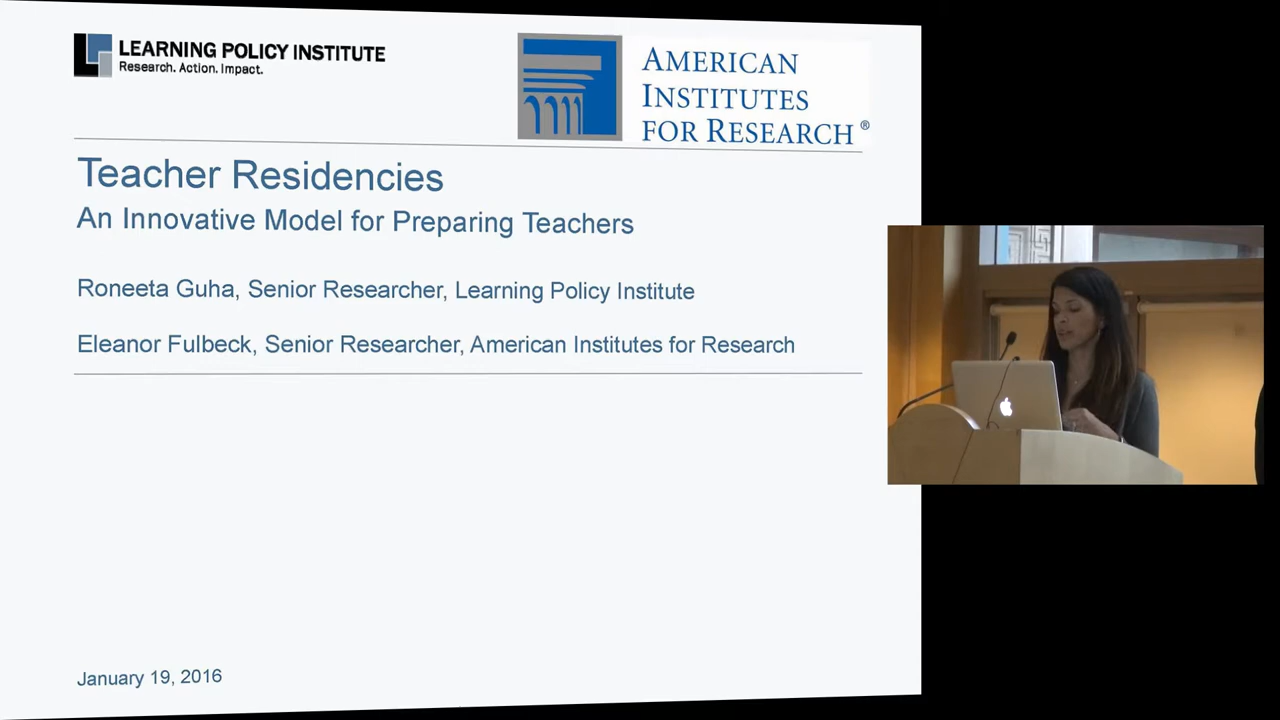 LEARNING POLICY INSTITUTE
Research. Action. Impact.
AMERICAN
INSTITUTES
FOR RESEARCH ®
Teacher Residencies
An Innovative Model for Preparing Teachers
Roneeta Guha, Senior Researcher, Learning Policy Institute
Eleanor Fulbeck, Senior Researcher, American Institutes for Research
January 19, 2016